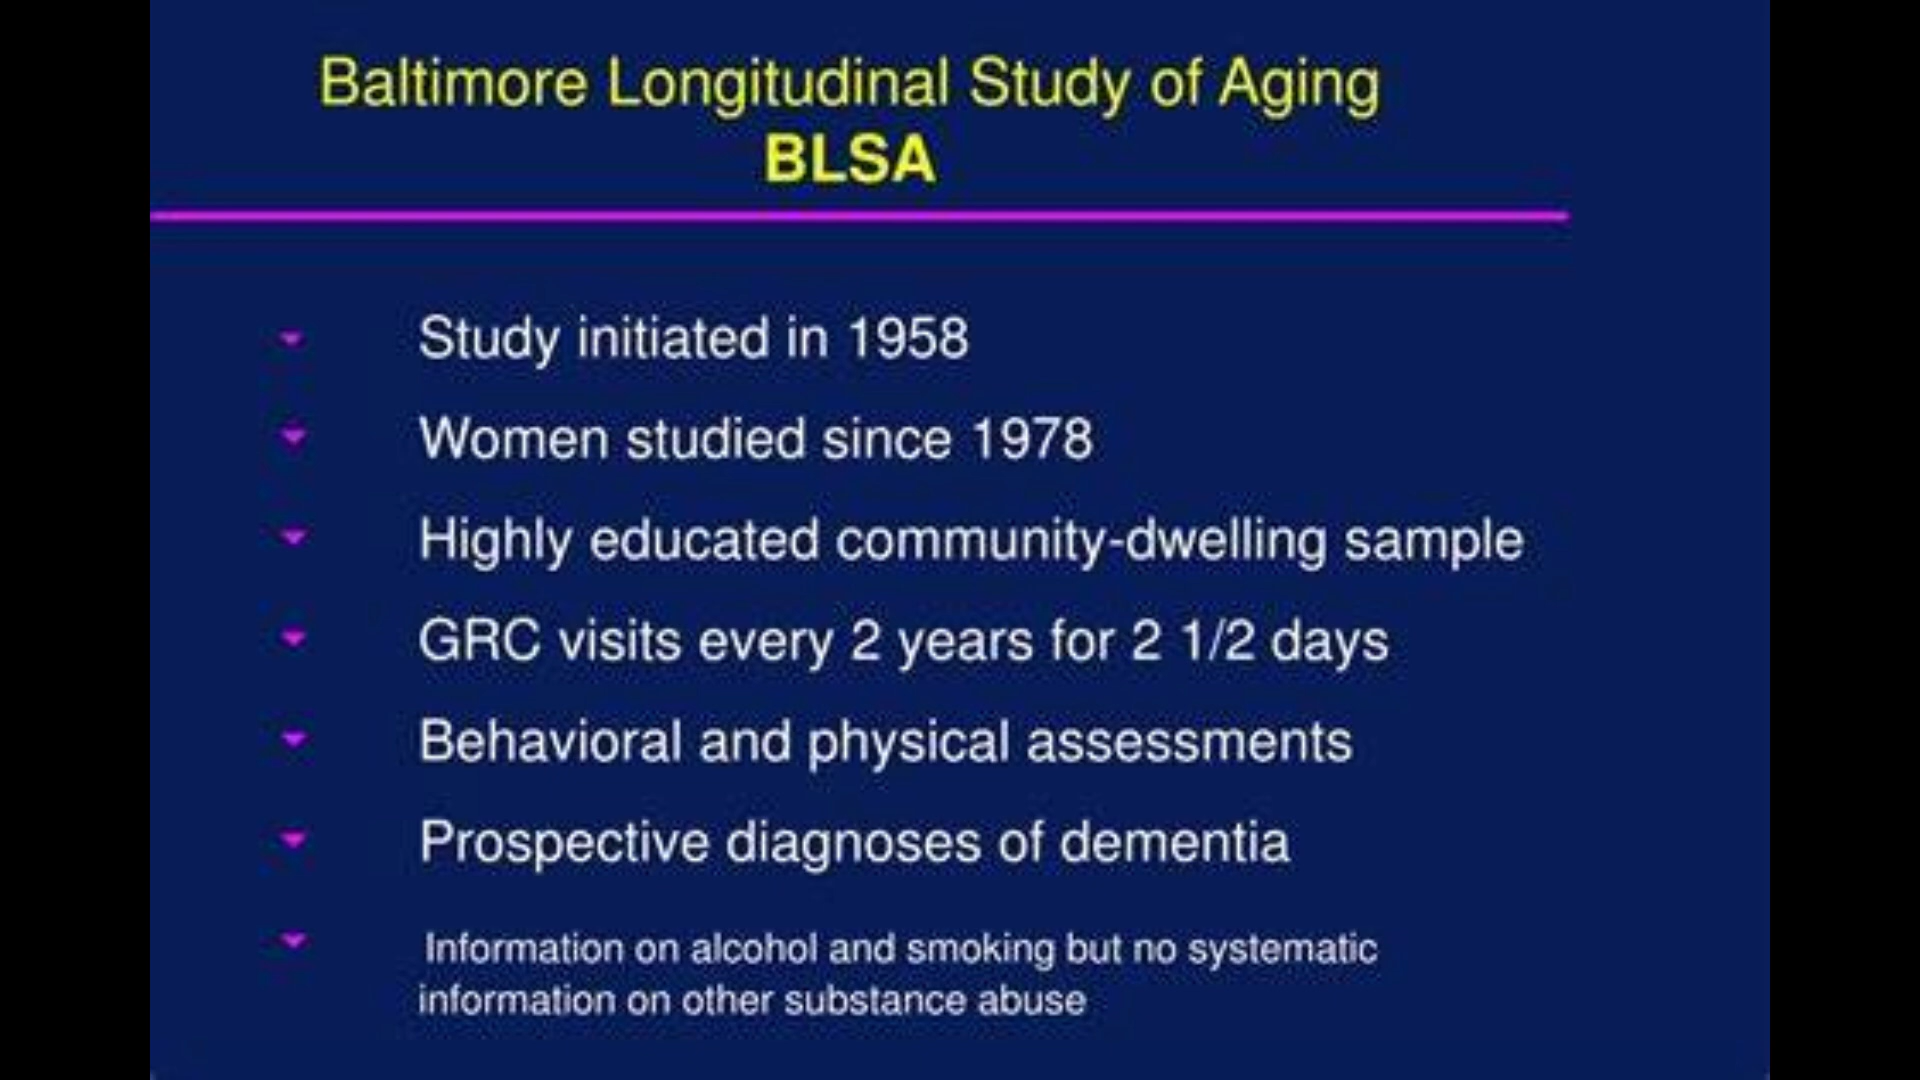 Baltimore Longitudinal Study of Aging
BLSA
Study initiated in 1958
Women studied since 1978
Highly educated community-dwelling sample
GRC visits every 2 years for 2 1/2 days
Behavioral and physical assessments
Prospective diagnoses of dementia
Information on alcohol and smoking but no systematic
information on other substance abuse